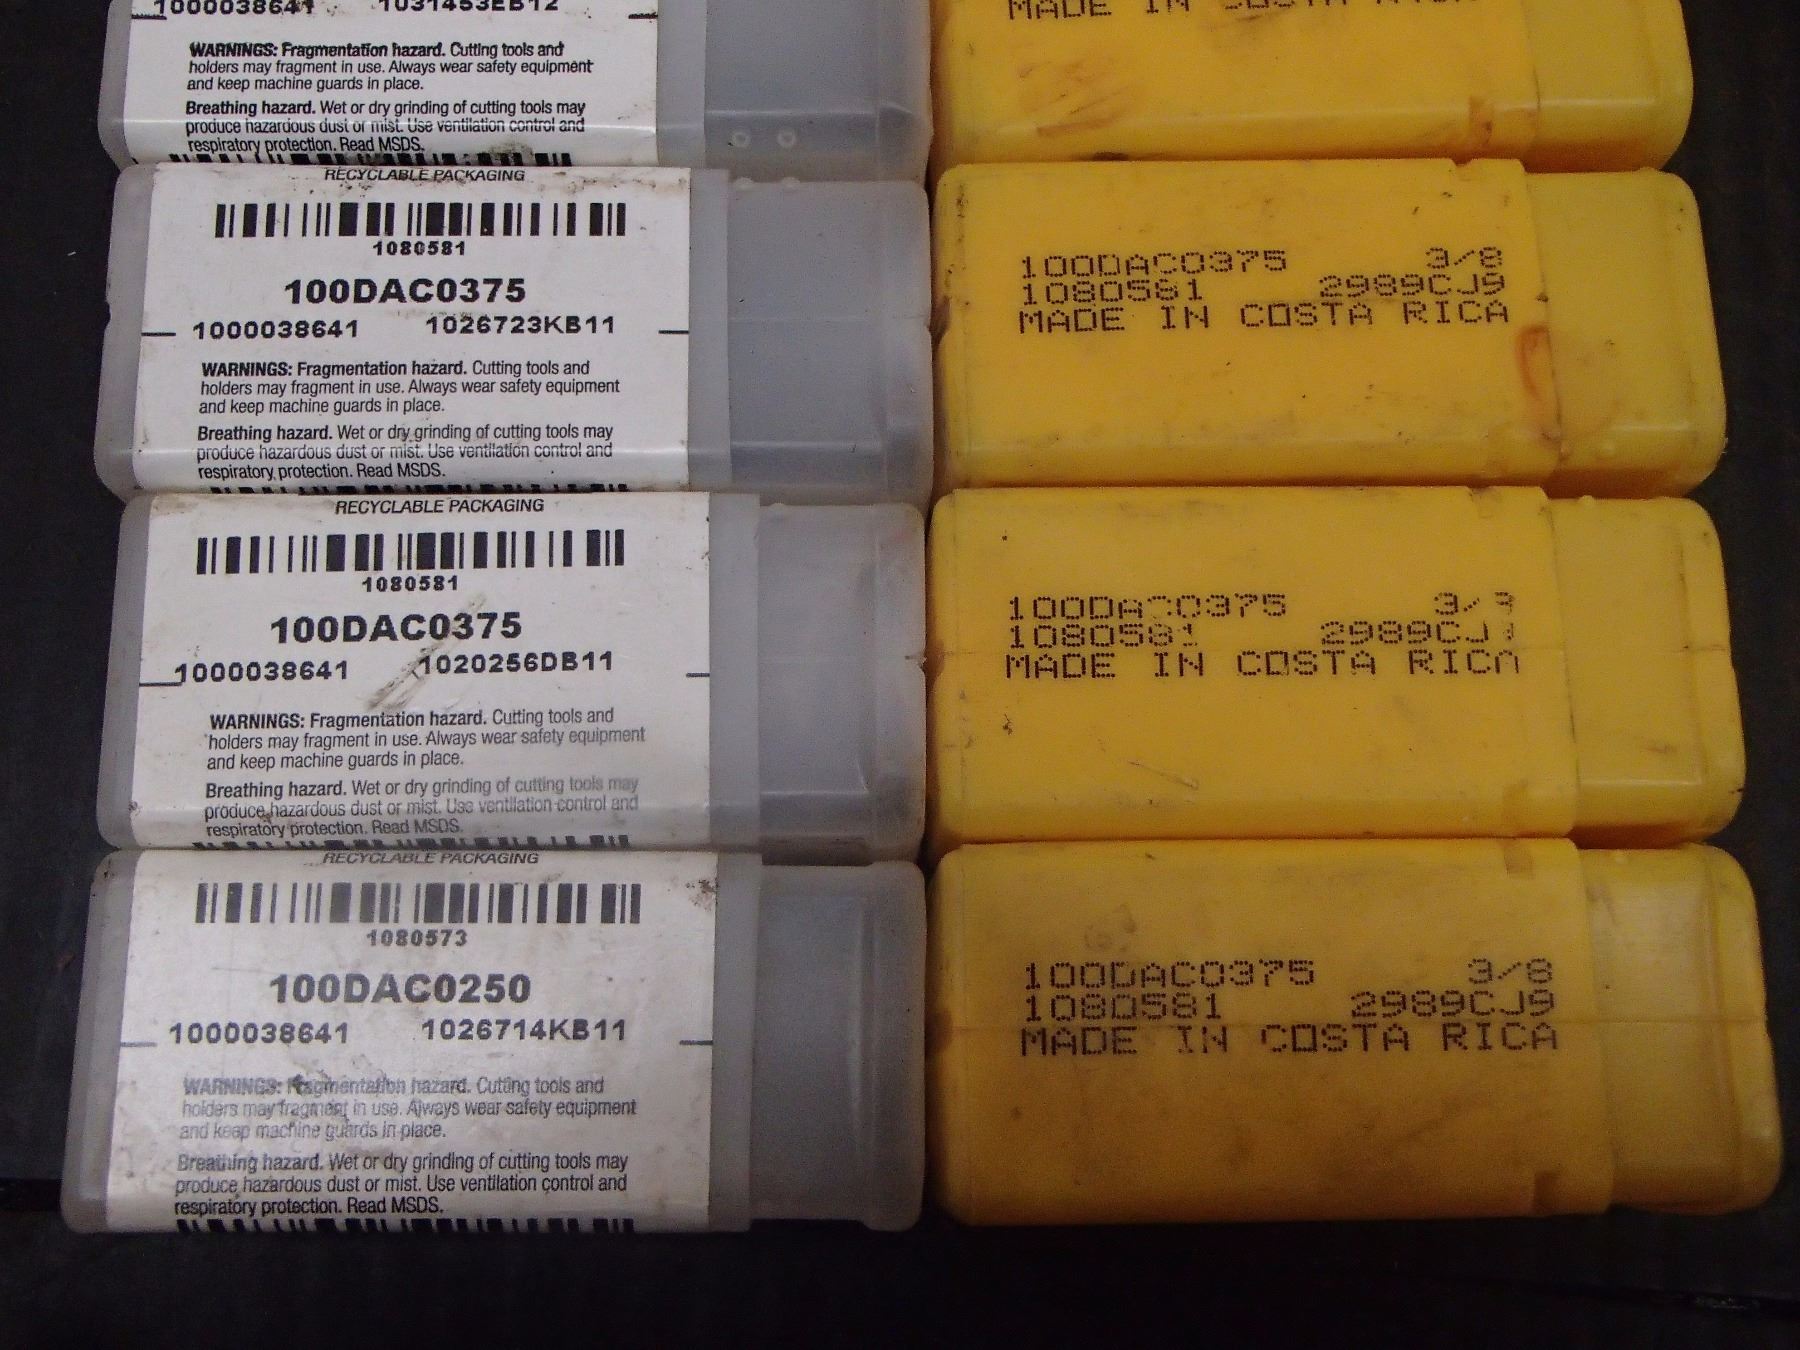 1000038641 1031453EB12
WARNINGS: Fragmentation hazard. Cutting tools and
holders may fragment in use. Always wear safety equipment
and keep machine guards in place.
Breathing hazard. Wet or dry grinding of cutting tools may
produce hazardous dust or mist. Use ventilation control and
respiratory protection. Read MSDS.
RECYCLABLE PACKAGING
1080581
100DAC0375
1000038641 1026723KB11
WARNINGS: Fragmentation hazard. Cutting tools and
holders may fragment in use. Always wear safety equipment
and keep machine guards in place.
Breathing hazard. Wet or dry grinding of cutting tools may
produce hazardous dust or mist. Use ventilation control and
respiratory protection. Read MSDS.
RECYCLABLE PACKAGING
1080581
100DAC0375
1000038641 1020256DB11
WARNINGS: Fragmentation hazard. Cutting tools and
holders may fragment in use. Always wear safety equipment
and keep machine guards in place.
Breathing hazard. Wet or dry grinding of cutting tools may
produce hazardous dust or mist. Use ventilation control and
respiratory protection. Read MSDS.
RECYCLABLE PACKAGING
1080573
100DAC0250
1000038641 1026714KB11
WARNINGS: Fragmentation hazard. Cutting tools and
holders may fragment in use. Always wear safety equipment
and keep machine guards in place.
Breathing hazard. Wet or dry grinding of cutting tools may
produce hazardous dust or mist. Use ventilation control and
respiratory protection. Read MSDS.
MADE IN COSTA RICA
100DAC0375 3/8
1080581 2989CJ9
MADE IN COSTA RICA
100DAC0375
1080581
MADE IN COSTA RICA
100DAC0375 3/8
1080581 2989CJ9
MADE IN COSTA RICA